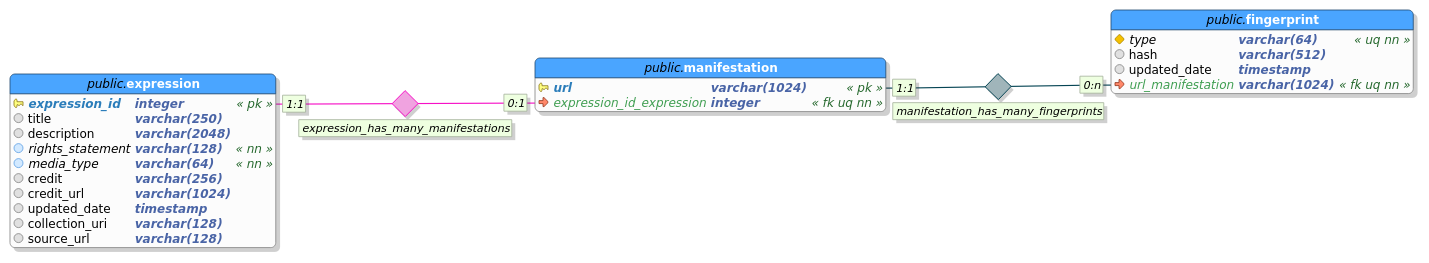 public.expression
expression_id integer « pk »
title varchar(250)
description varchar(2048)
rights_statement varchar(128) « nn »
media_type varchar(64) « nn »
credit varchar(256)
credit_url varchar(1024)
updated_date timestamp
collection_uri varchar(128)
source_url varchar(128)
1:1
0:1
expression_has_many_manifestations
public.manifestation
url varchar(1024) « pk »
expression_id_expression integer « fk uq nn »
1:1
0:n
manifestation_has_many_fingerprints
public.fingerprint
type varchar(64) « uq nn »
hash varchar(512)
updated_date timestamp
url_manifestation varchar(1024) « fk uq nn »